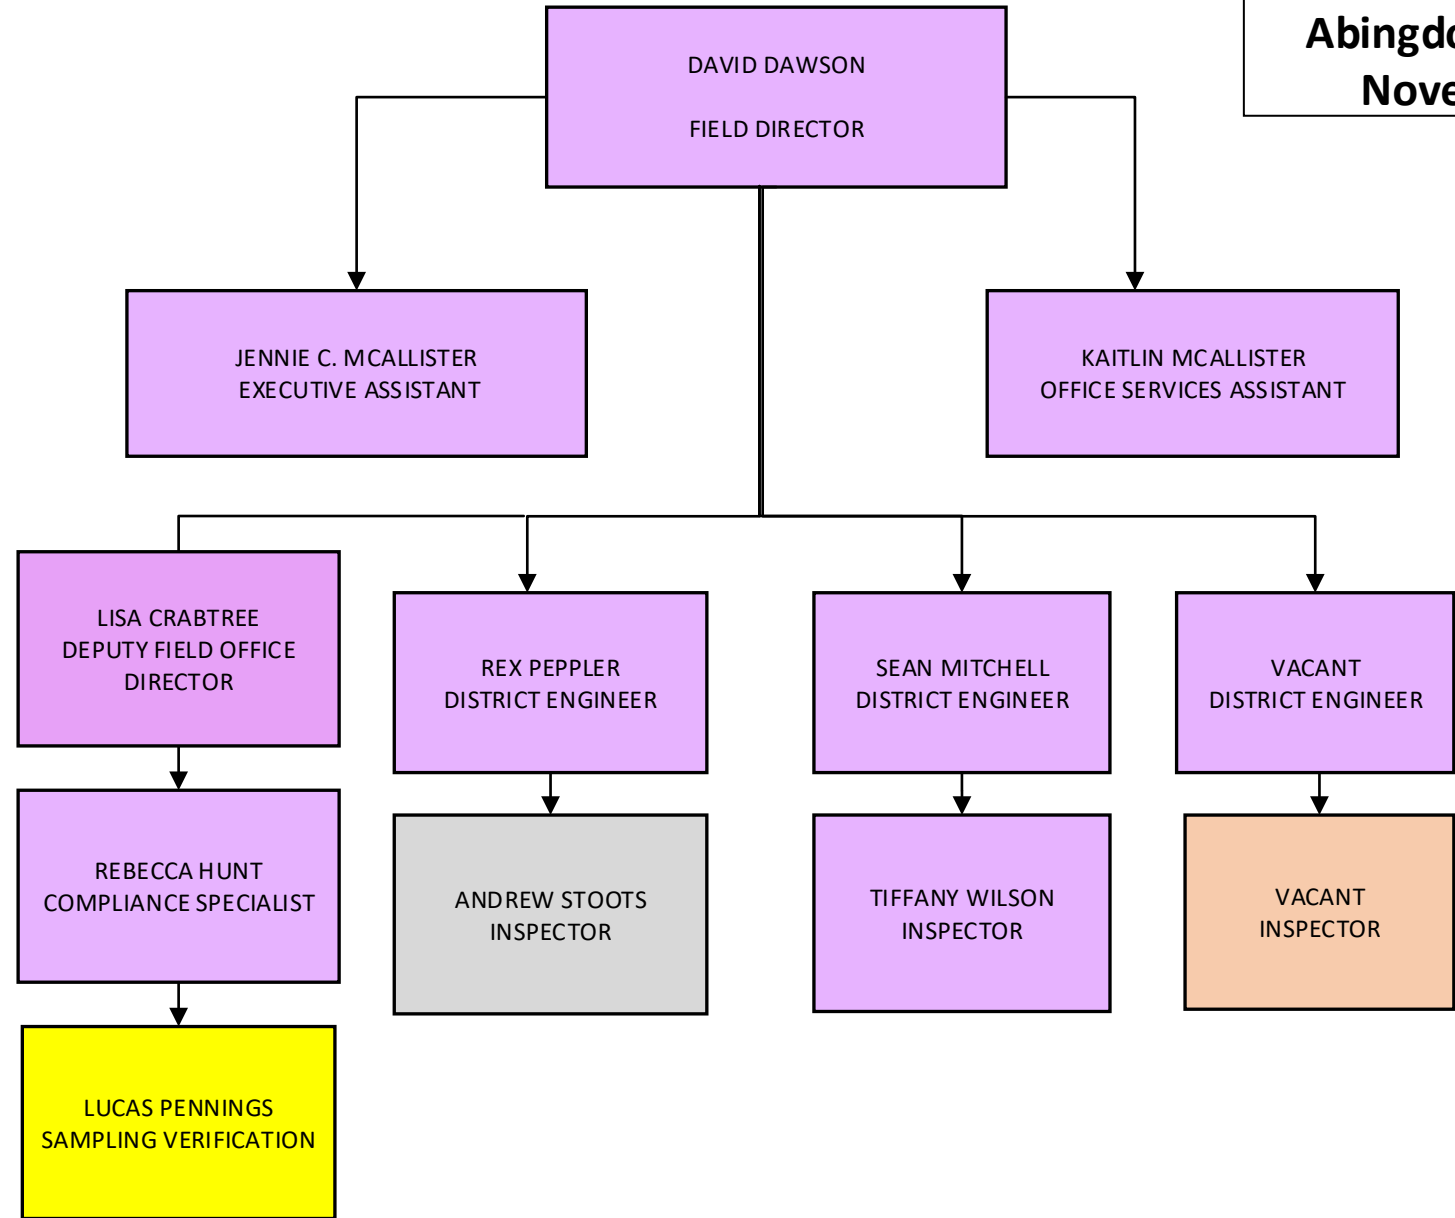 DAVID DAWSON
FIELD DIRECTOR
JENNIE C. MCALLISTER
EXECUTIVE ASSISTANT
KAITLIN MCALLISTER
OFFICE SERVICES ASSISTANT
LISA CRABTREE
DEPUTY FIELD OFFICE
DIRECTOR
REX PEPPLER
DISTRICT ENGINEER
SEAN MITCHELL
DISTRICT ENGINEER
VACANT
DISTRICT ENGINEER
REBECCA HUNT
COMPLIANCE SPECIALIST
ANDREW STOOTS
INSPECTOR
TIFFANY WILSON
INSPECTOR
VACANT
INSPECTOR
LUCAS PENNINGS
SAMPLING VERIFICATION